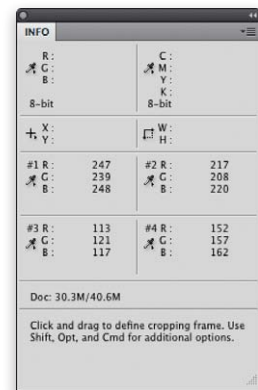 INFO
R:
G:
B:
8-bit
C:
M:
Y:
K:
8-bit
X:
Y:
W:
H:
#1 R: 247
G: 239
B: 248
#2 R: 217
G: 208
B: 220
#3 R: 113
G: 121
B: 117
#4 R: 152
G: 157
B: 162
Doc: 30.3M/40.6M
Click and drag to define cropping frame. Use
Shift, Opt, and Cmd for additional options.